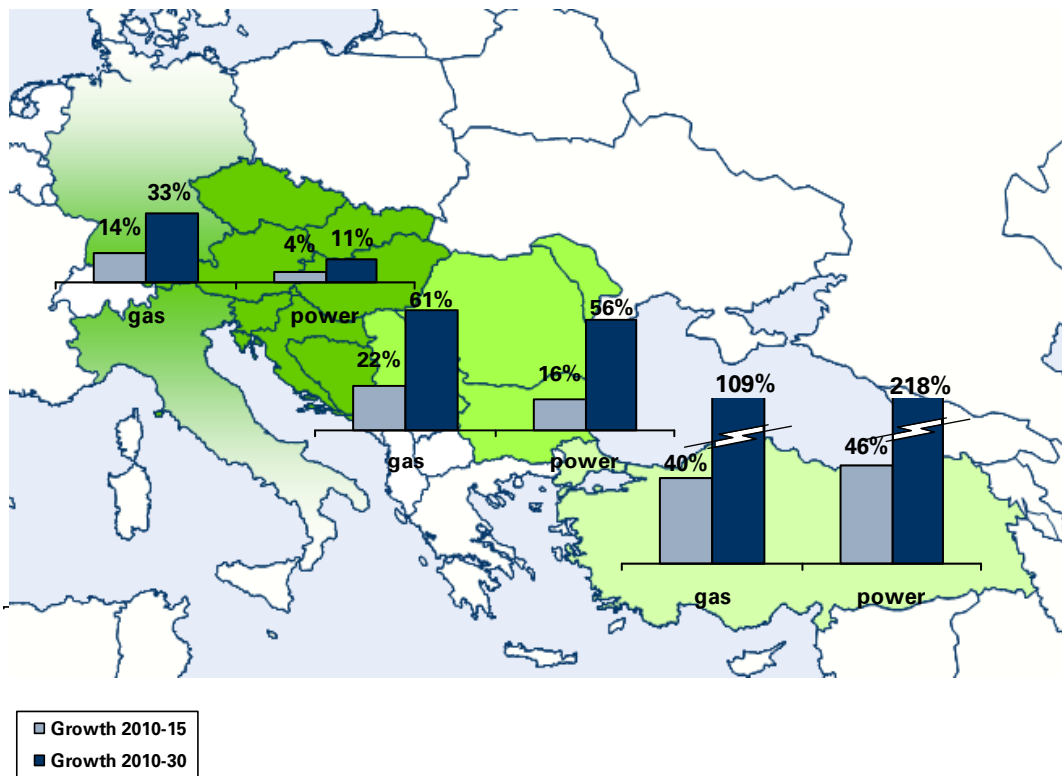 33%
14%
4%
11%
gas
power
61%
22%
56%
16%
gas
power
109%
40%
218%
46%
gas
power
Growth 2010-15
Growth 2010-30